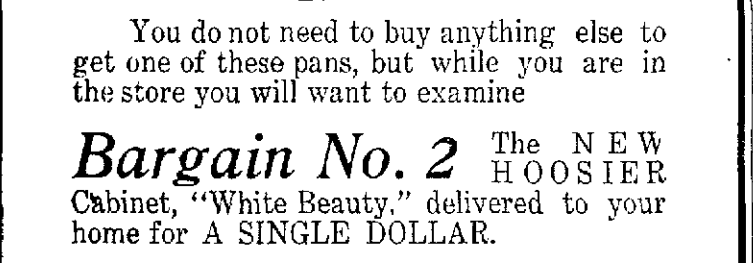 You do not need to buy anything else to
get one of these pans, but while you are in
the store you will want to examine
Bargain No. 2 The NEW
HOOSIER
Cabinet, "White Beauty," delivered to your
home for A SINGLE DOLLAR.